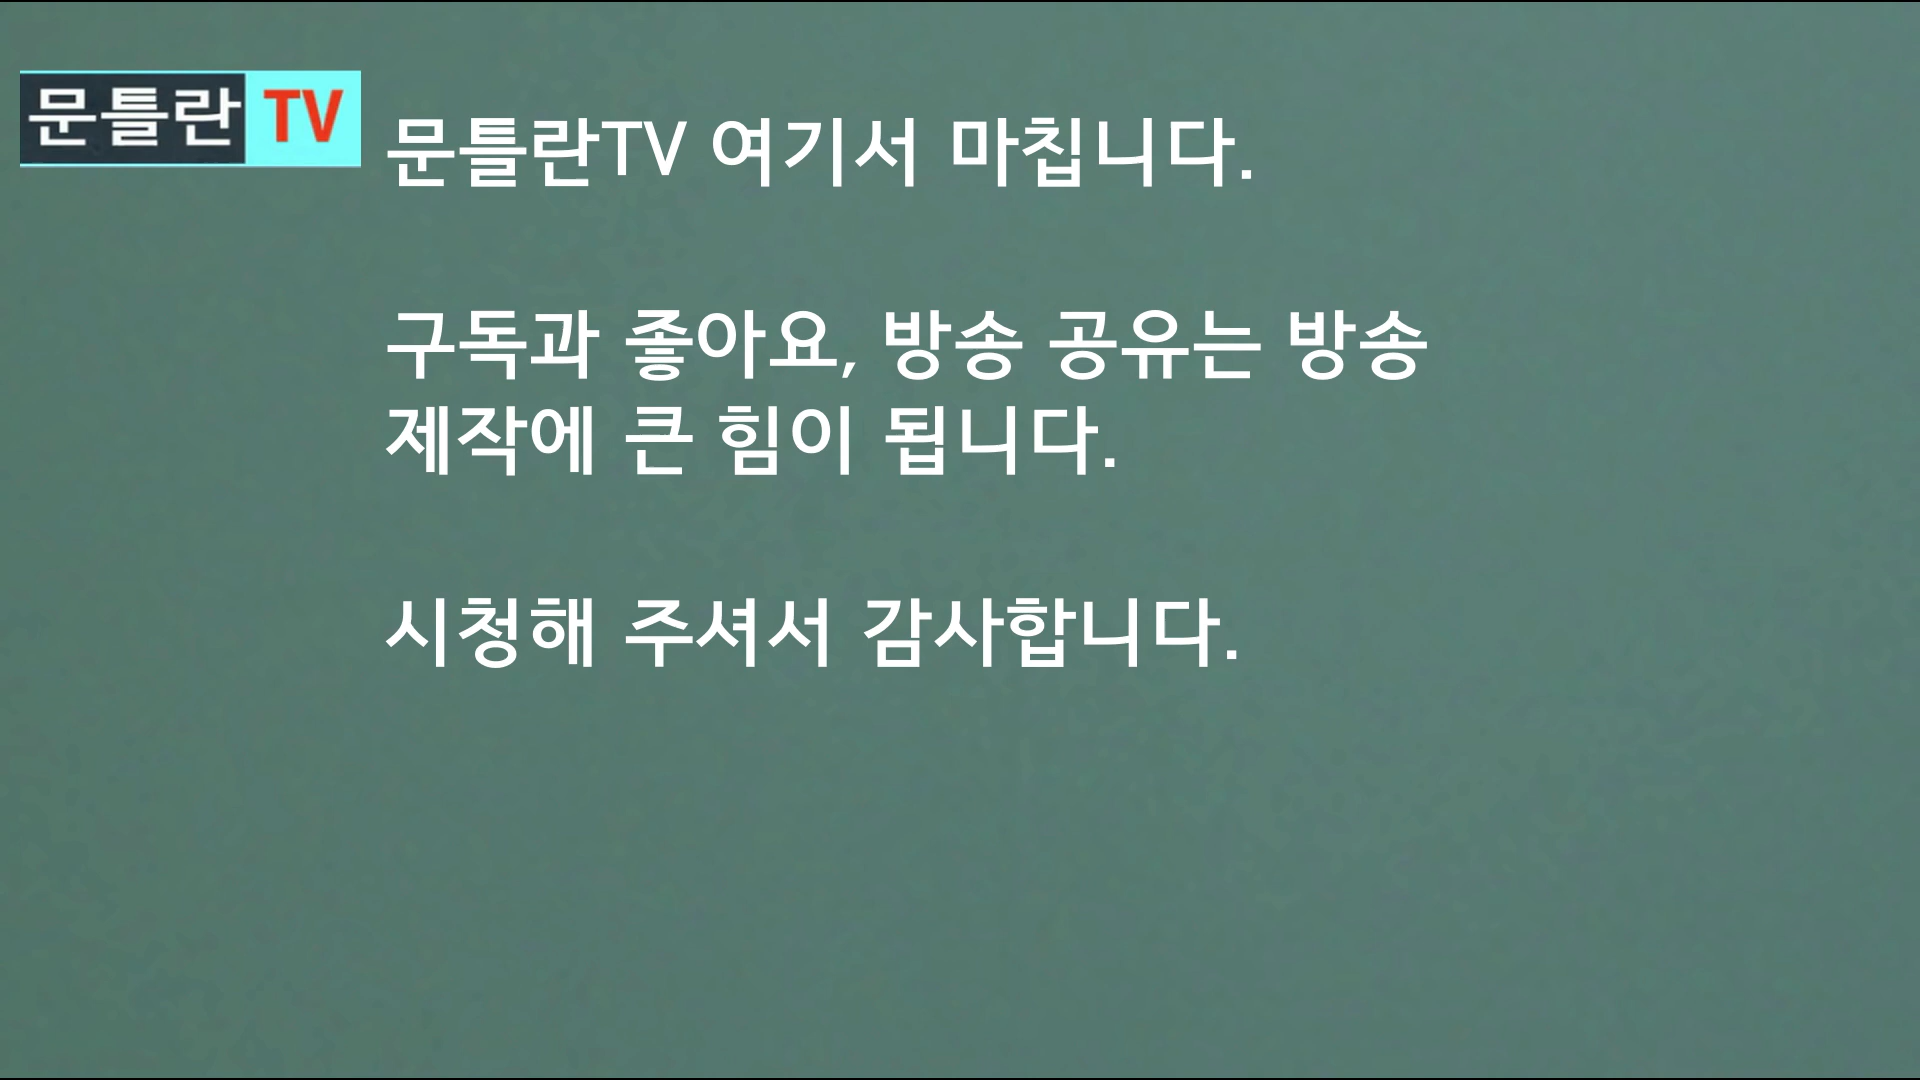 문틀란 TV
문틀란TV 여기서 마칩니다.
구독과 좋아요, 방송 공유는 방송
제작에 큰 힘이 됩니다.
시청해 주셔서 감사합니다.